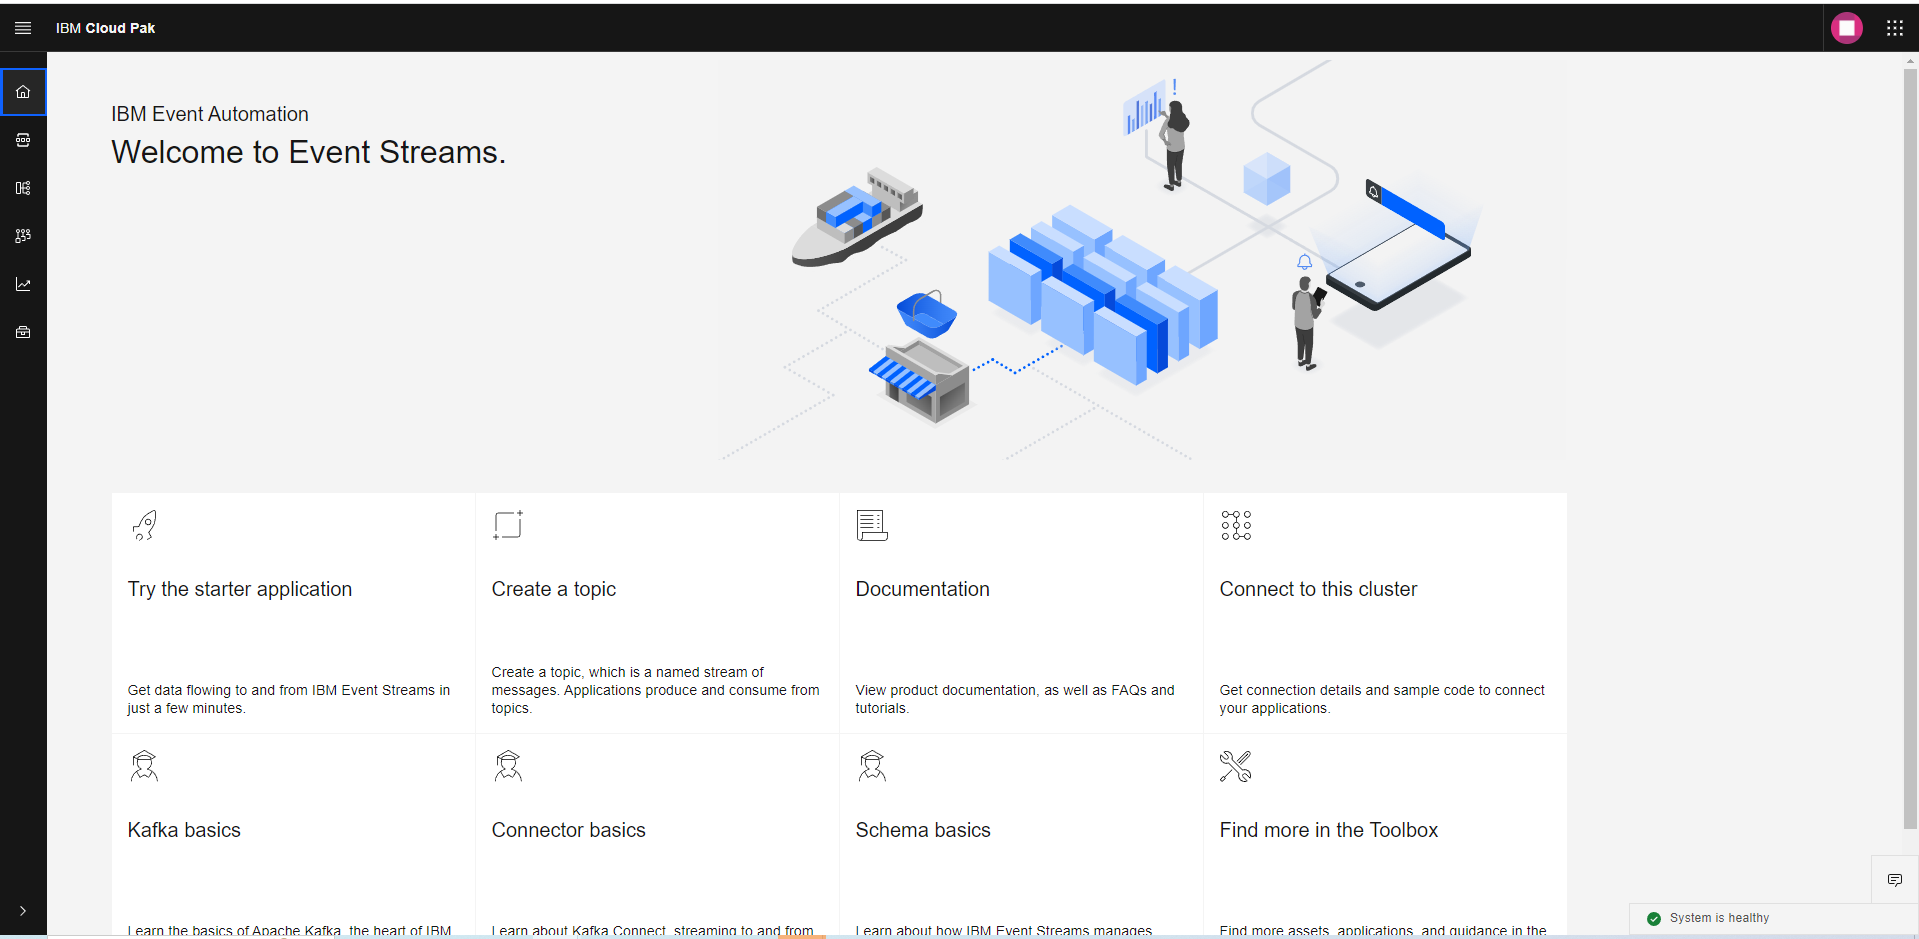 IBM Cloud Pak
IBM Event Automation
Welcome to Event Streams.
Try the starter application
Get data flowing to and from IBM Event Streams in
just a few minutes.
Create a topic
Create a topic, which is a named stream of
messages. Applications produce and consume from
topics.
Documentation
View product documentation, as well as FAQs and
tutorials.
Connect to this cluster
Get connection details and sample code to connect
your applications.
Kafka basics
Learn the basics of Apache Kafka, the heart of IBM
Connector basics
Learn about Kafka Connect, streaming to and from
Schema basics
Learn about how IBM Event Streams manages
Find more in the Toolbox
Find more assets, applications, and guidance in the
System is healthy